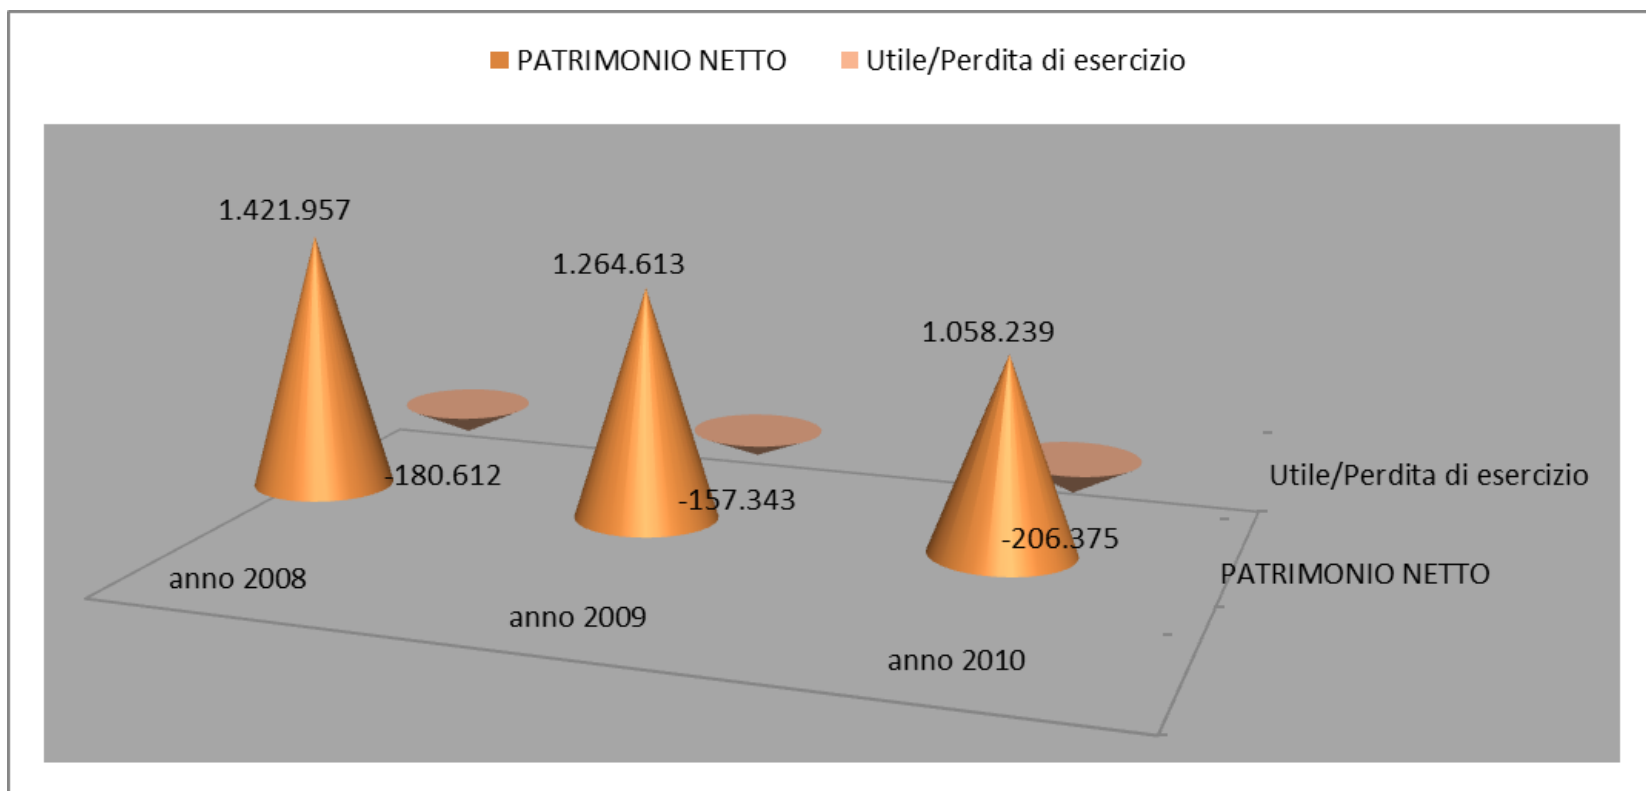 PATRIMONIO NETTO
Utile/Perdita di esercizio
1.421.957
1.264.613
1.058.239
-180.612
-157.343
-206.375
Utile/Perdita di esercizio
PATRIMONIO NETTO
anno 2008
anno 2009
anno 2010